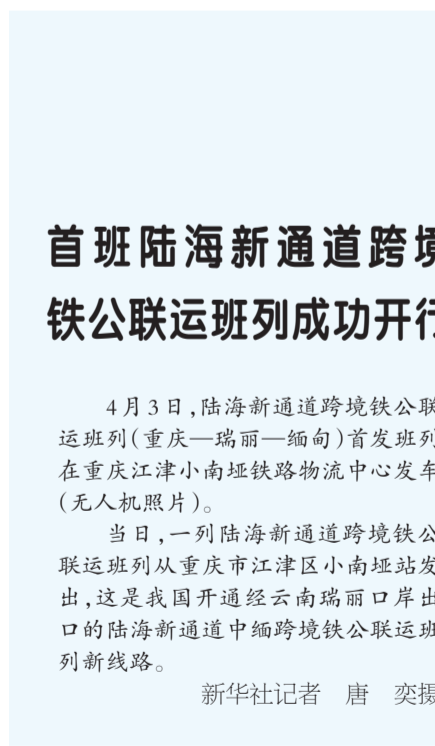 首班陆海新通道跨境
铁公联运班列成功开行
4月3日,陆海新通道跨境铁公联
运班列(重庆—瑞丽—缅甸)首发班列
在重庆江津小南垭铁路物流中心发车
(无人机照片)。
当日,一列陆海新通道跨境铁公
联运班列从重庆市江津区小南垭站发
出,这是我国开通经云南瑞丽口岸出
口的陆海新通道中缅跨境铁公联运班
列新线路。
新华社记者 唐 奕摄